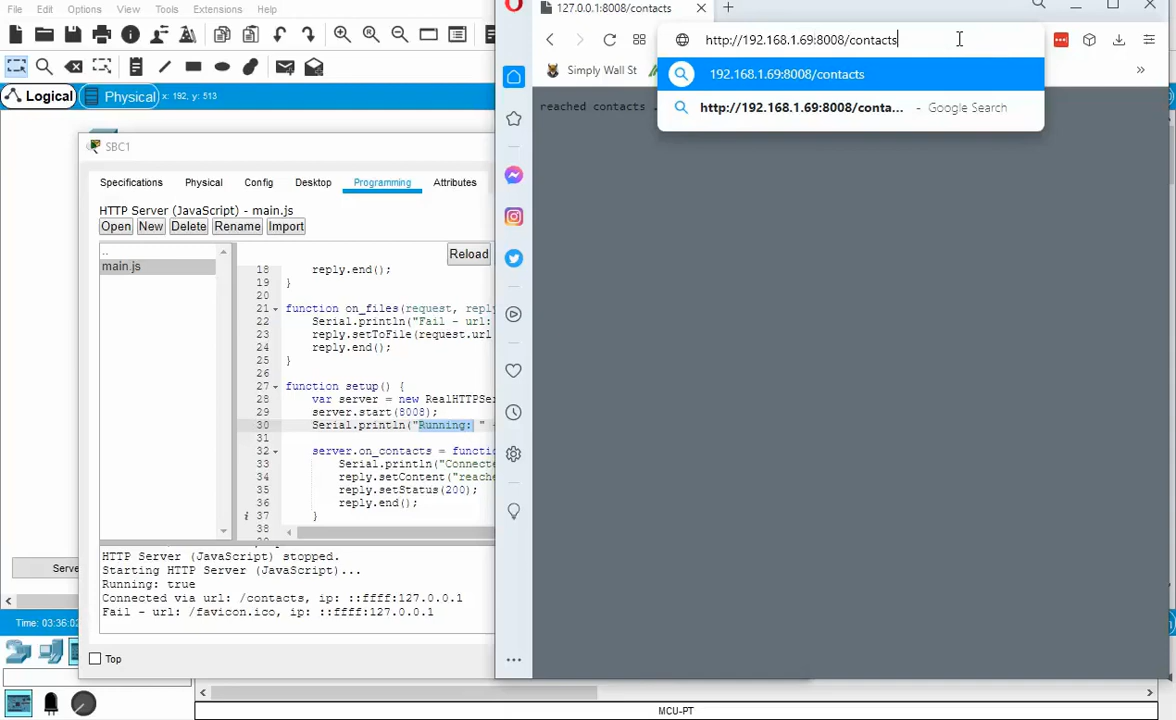 File Edit Options View Tools Extensions Window Help
Logical Physical x: 192, y: 513
SBC1
Specifications Physical Config Desktop Programming Attributes
HTTP Server (JavaScript) - main.js
Open New Delete Rename Import
..
main.js
Reload
18 reply.end();
19 }
20
21 function on_files(request, reply
22 Serial.println("Fail - url:
23 reply.setToFile(request.url
24 reply.end();
25 }
26
27 function setup() {
28 var server = new RealHTTPSer
29 server.start(8008);
30 Serial.println("Running: " +
31
32 server.on_contacts = functio
33 Serial.println("Connecte
34 reply.setContent("reache
35 reply.setStatus(200);
36 reply.end();
i 37 }
38
HTTP Server (JavaScript) stopped.
Starting HTTP Server (JavaScript)...
Running: true
Connected via url: /contacts, ip: ::ffff:127.0.0.1
Fail - url: /favicon.ico, ip: ::ffff:127.0.0.1
Top
Serve
Time: 03:36:02
MCU-PT
127.0.0.1:8008/contacts
http://192.168.1.69:8008/contacts
192.168.1.69:8008/contacts
http://192.168.1.69:8008/conta... - Google Search
Simply Wall St
»
reached contacts